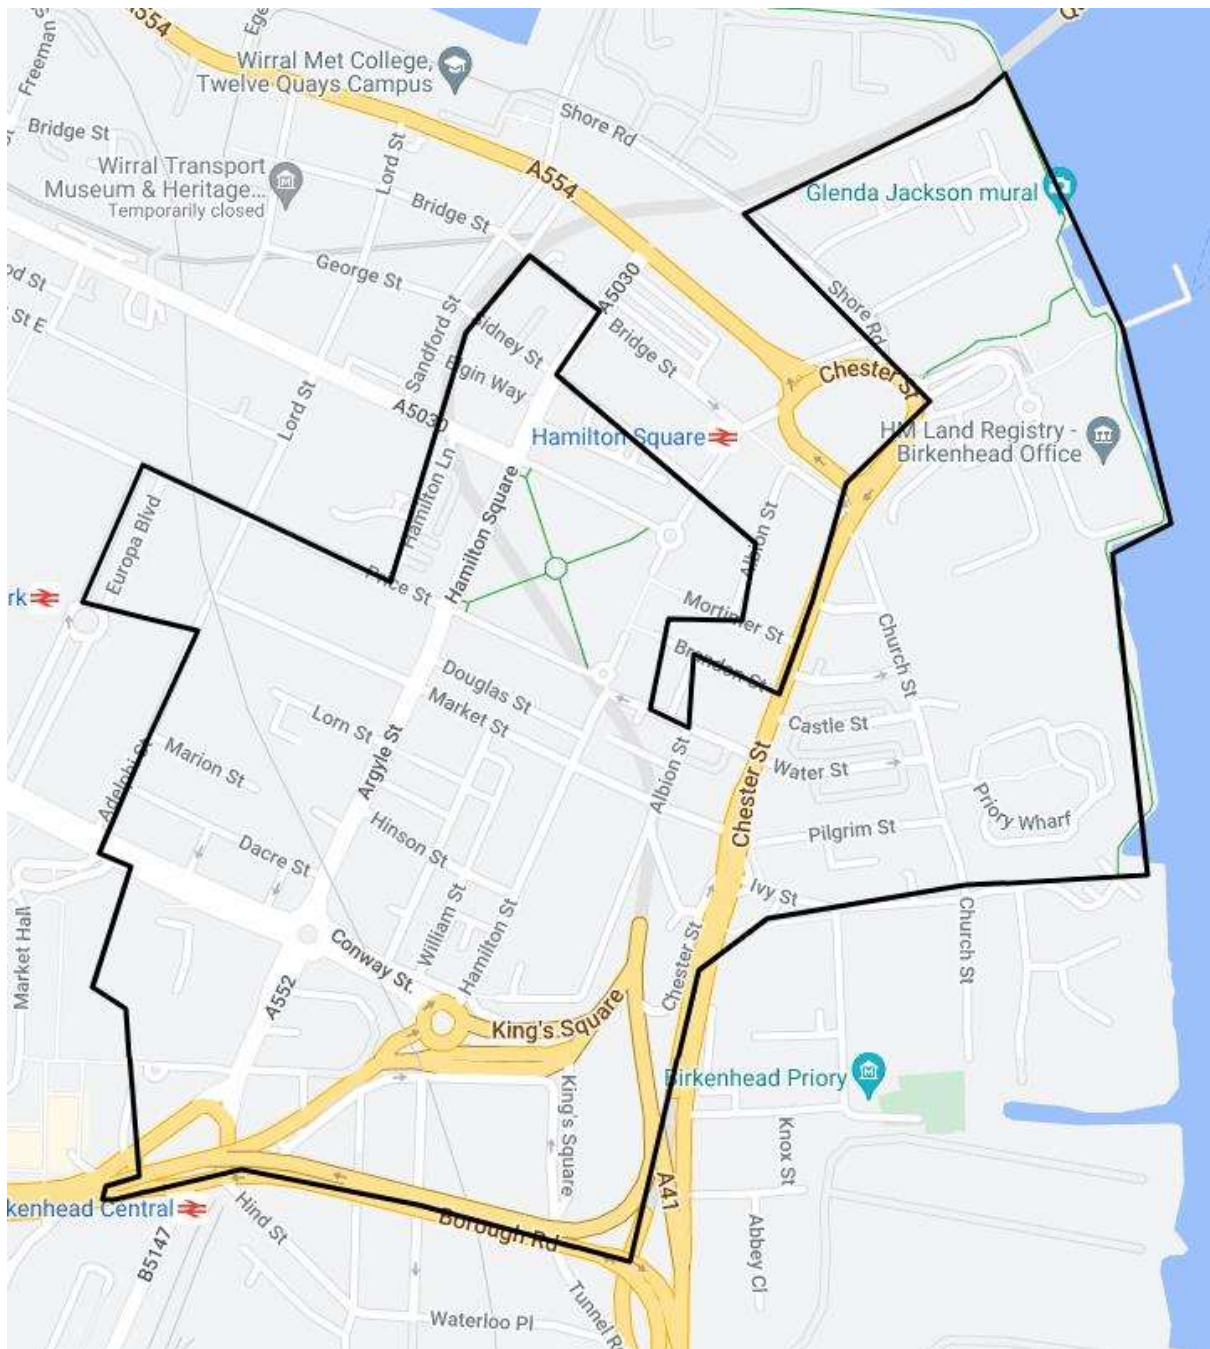 A554
Freeman
Wirral Met College,
Twelve Quays Campus
Shore Rd
Bridge St
Lord St
Wirral Transport
Museum & Heritage...
Temporarily closed
A554
Glenda Jackson mural
Bridge St
George St
A5030
Shore Rd
St E
Sandford St
Sidney St
Bridge St
Elgin Way
Chester St
Lord St
A5030
Hamilton Square
HM Land Registry -
Birkenhead Office
Hamilton Ln
Hamilton Square
Europa Blvd
Albion St
Price St
rk
Mortimer St
Church St
Brandon St
Douglas St
Market St
Lorn St
Castle St
Argyle St
Marion St
Water St
Albion St
Chester St
Adelphi St
Priory Wharf
Pilgrim St
Hinson St
Dacre St
Ivy St
William St
Hamilton St
Church St
Market Hall
Conway St.
Chester St
A552
King's Square
Birkenhead Priory
King's Square
Knox St
A41
kenhead Central
Hind St
Borough Rd
Abbey Cl
B5147
Tunnel R
Waterloo Pl